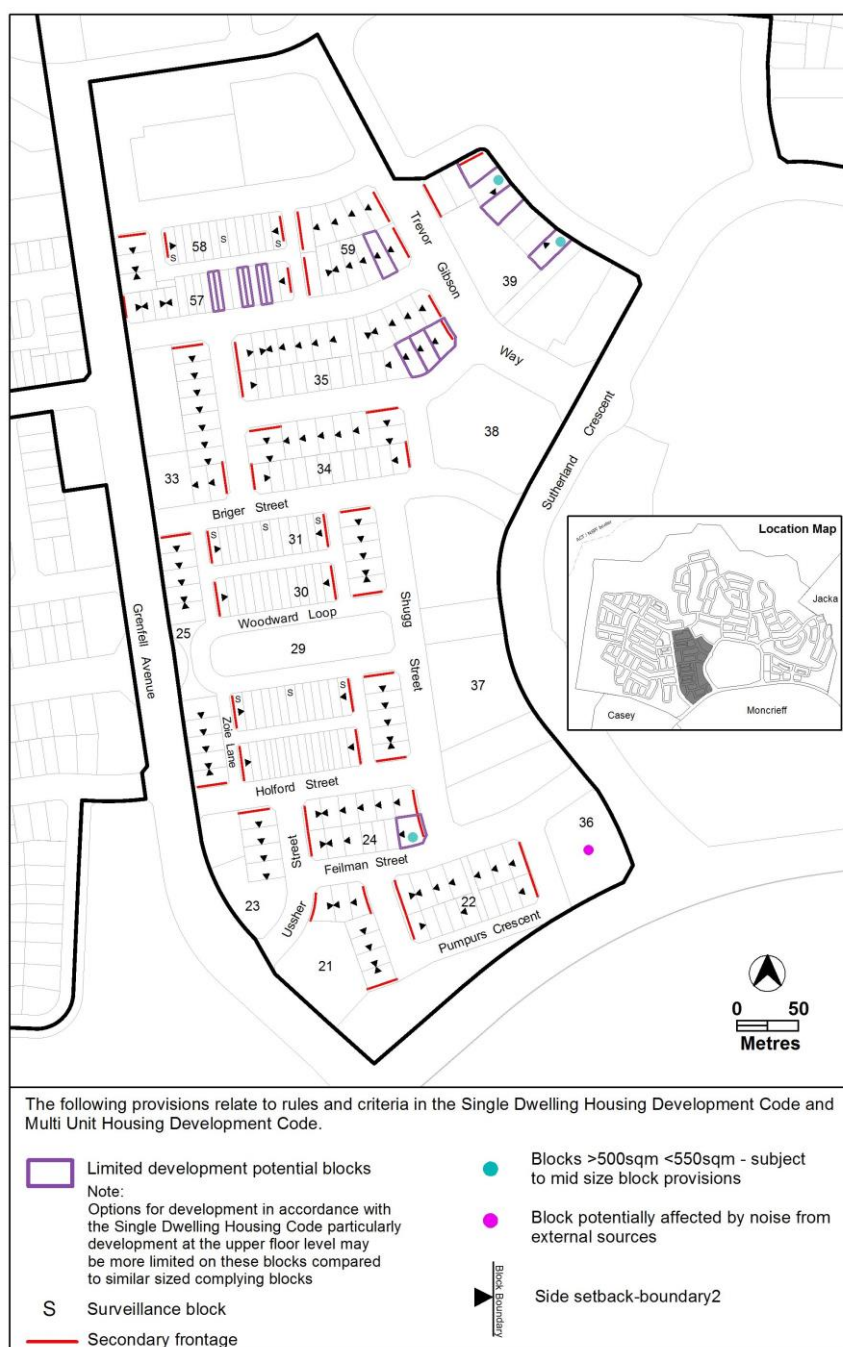 58
S
S
S
59
57
Trevor
Gibson
Way
39
35
38
Sutherland Crescent
34
33
Briger Street
S
S
S
31
30
Woodward Loop
25
29
Grenfell Avenue
Shugg
Street
37
S
S
S
Zoie Lane
Holford Street
24
Feilman Street
Street
Ussher
23
22
Pumpurs Crescent
21
36
Location Map
ACT / NSW border
Jacka
Casey
Moncrieff
0 50
Metres
The following provisions relate to rules and criteria in the Single Dwelling Housing Development Code and
Multi Unit Housing Development Code.
Limited development potential blocks
Note:
Options for development in accordance with
the Single Dwelling Housing Code particularly
development at the upper floor level may
be more limited on these blocks compared
to similar sized complying blocks
S Surveillance block
Secondary frontage
Blocks >500sqm <550sqm - subject
to mid size block provisions
Block potentially affected by noise from
external sources
Block Boundary
Side setback-boundary2